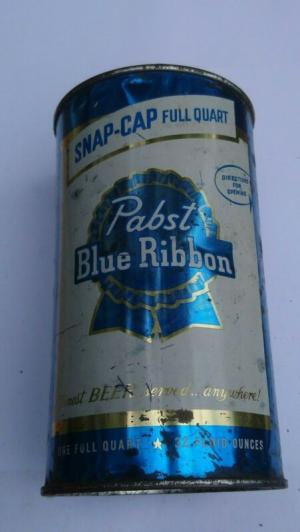 SNAP-CAP FULL QUART
DIRECTIONS
FOR
OPENING
Pabst
Blue Ribbon
BEER served...anywhere!
ONE FULL QUART ★ 32 FLUID OUNCES